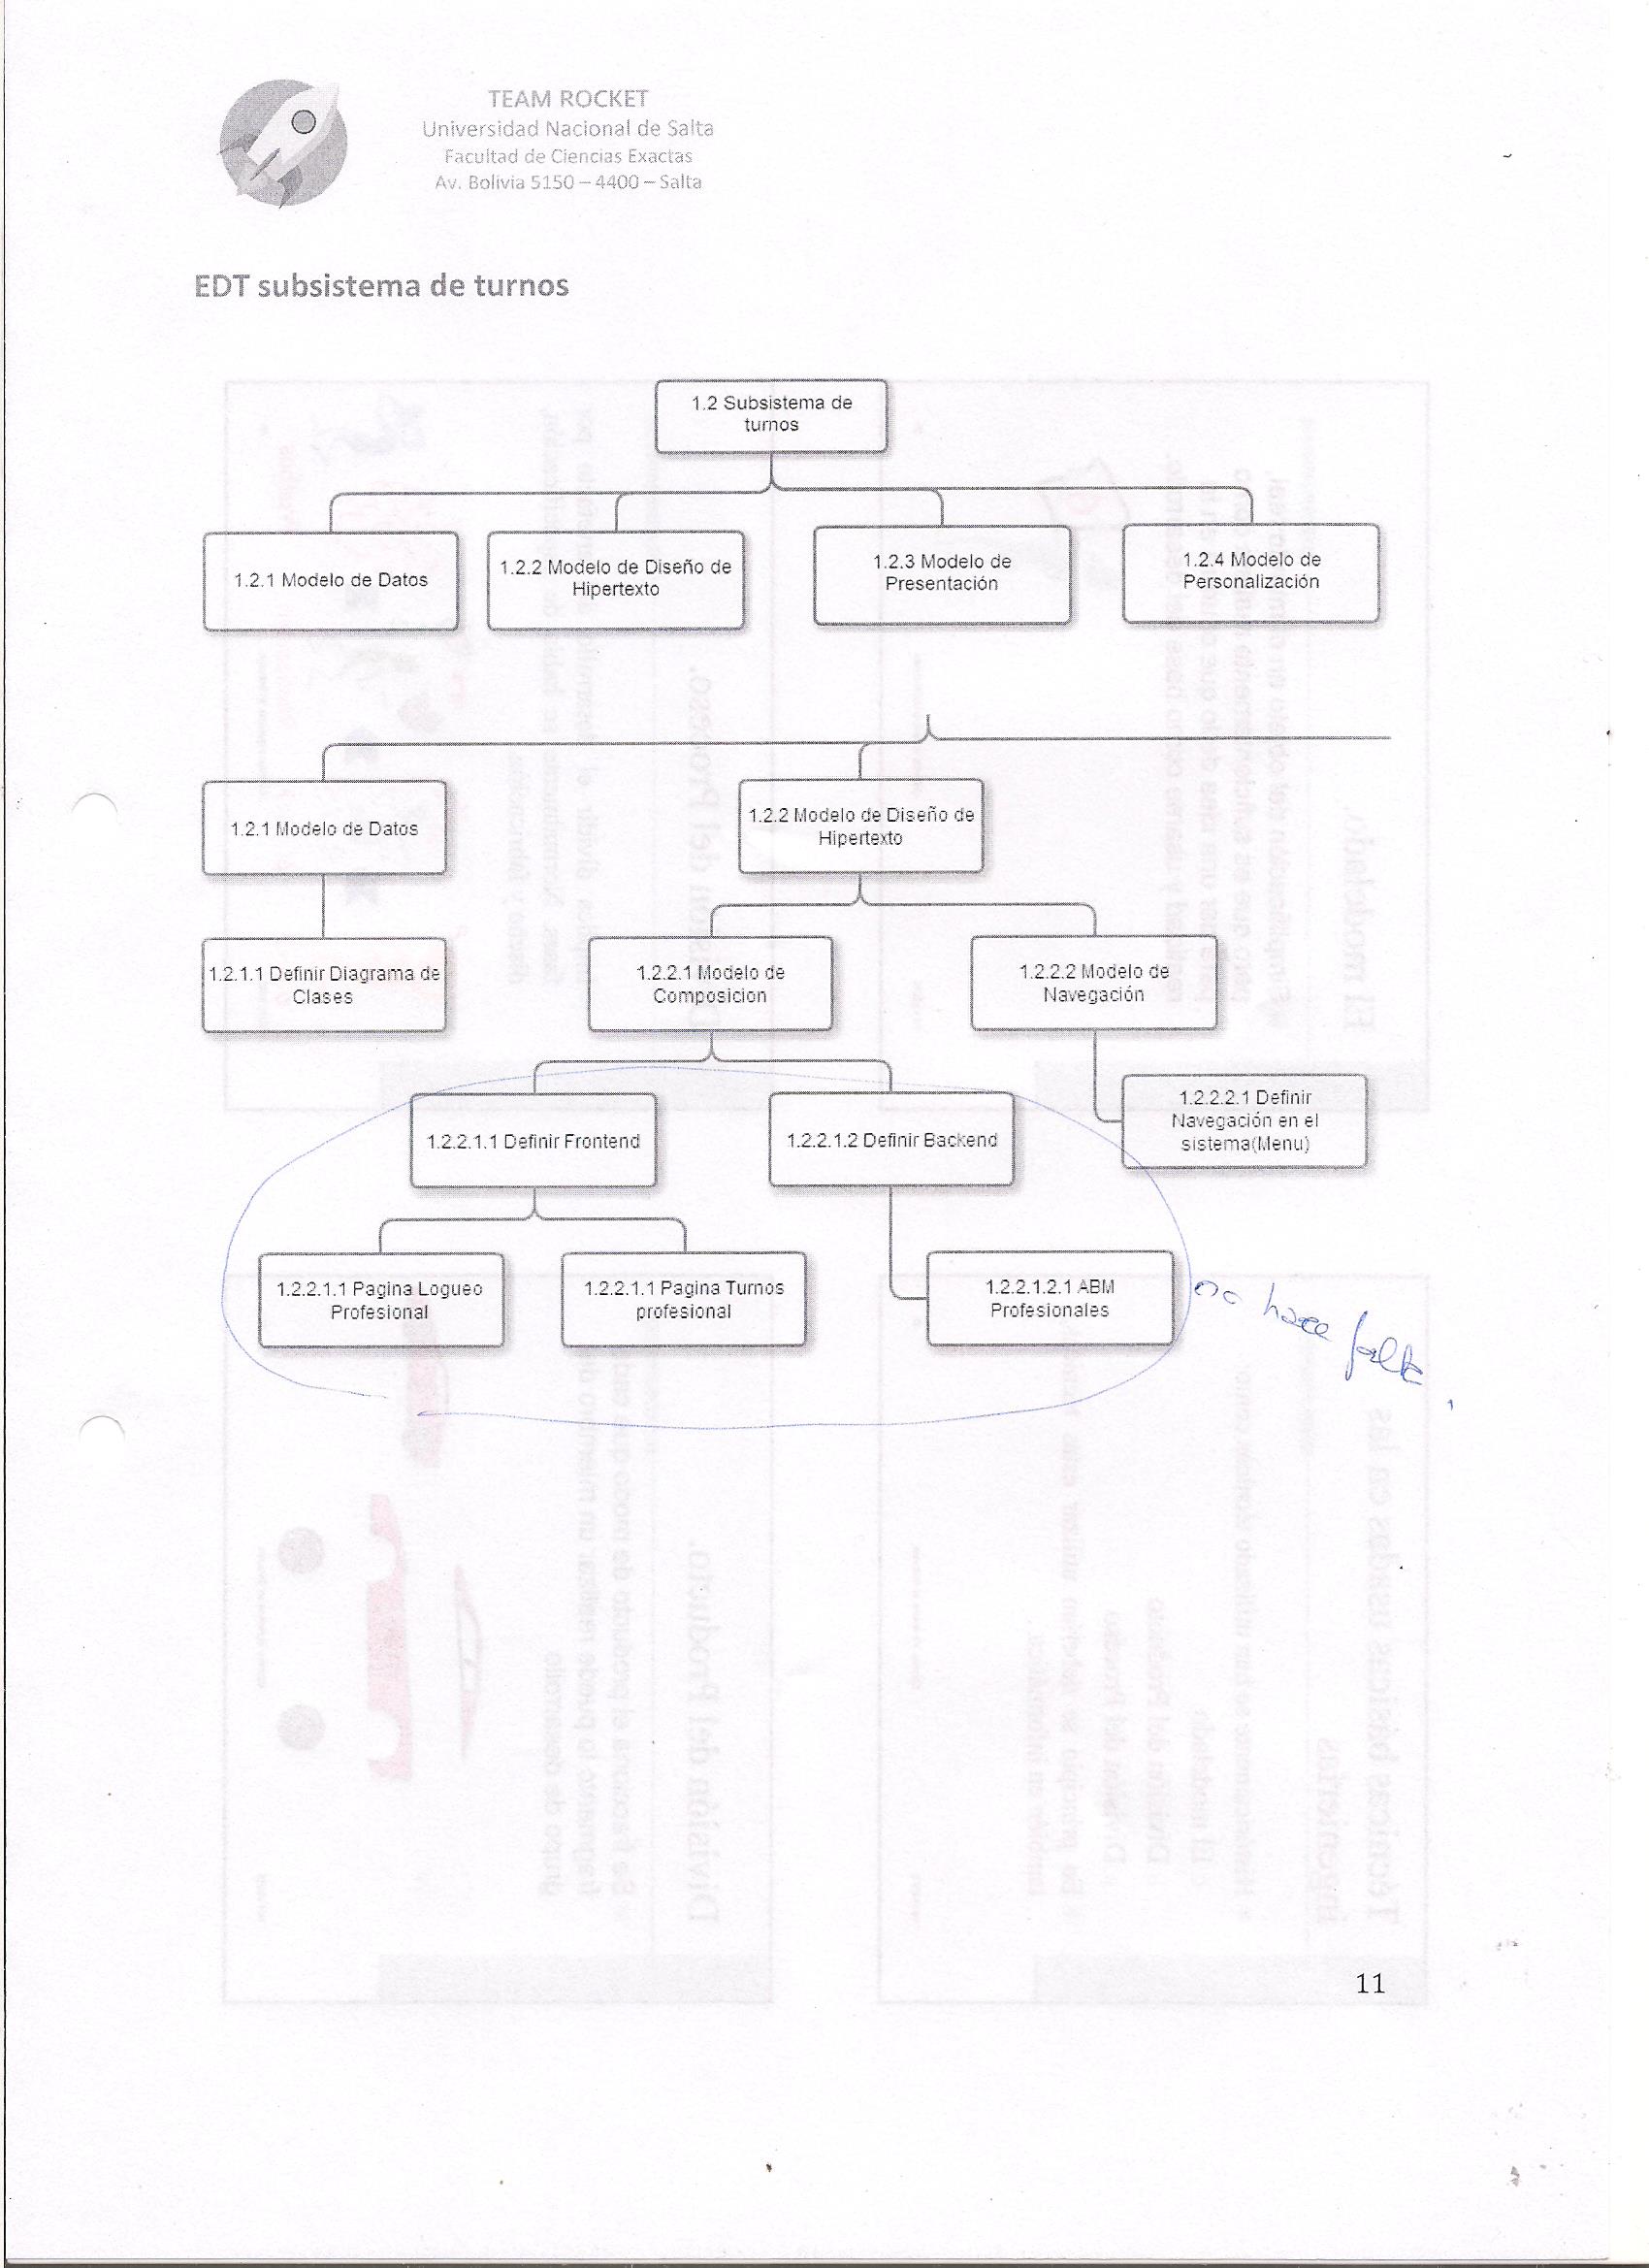 TEAM ROCKET
Universidad Nacional de Salta
Facultad de Ciencias Exactas
Av. Bolivia 5150 – 4400 – Salta
EDT subsistema de turnos
1.2 Subsistema de
turnos
1.2.1 Modelo de Datos
1.2.2 Modelo de Diseño de
Hipertexto
1.2.3 Modelo de
Presentación
1.2.4 Modelo de
Personalización
1.2.1 Modelo de Datos
1.2.2 Modelo de Diseño de
Hipertexto
1.2.1.1 Definir Diagrama de
Clases
1.2.2.1 Modelo de
Composicion
1.2.2.2 Modelo de
Navegación
1.2.2.1.1 Definir Frontend
1.2.2.1.2 Definir Backend
1.2.2.2.1 Definir
Navegación en el
sistema(Menu)
1.2.2.1.1 Pagina Logueo
Profesional
1.2.2.1.1 Pagina Turnos
profesional
1.2.2.1.2.1 ABM
Profesionales
no hace falta.
11